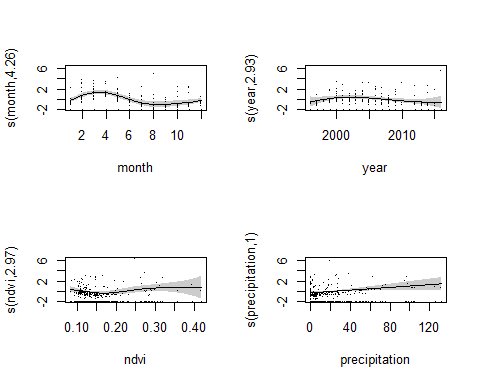 s(month,4.26)
6
2
-2
2 4 6 8 10
month
s(year,2.93)
6
2
-2
2000 2010
year
s(ndvi,2.97)
6
2
-2
0.10 0.20 0.30 0.40
ndvi
s(precipitation,1)
6
2
-2
0 40 80 120
precipitation